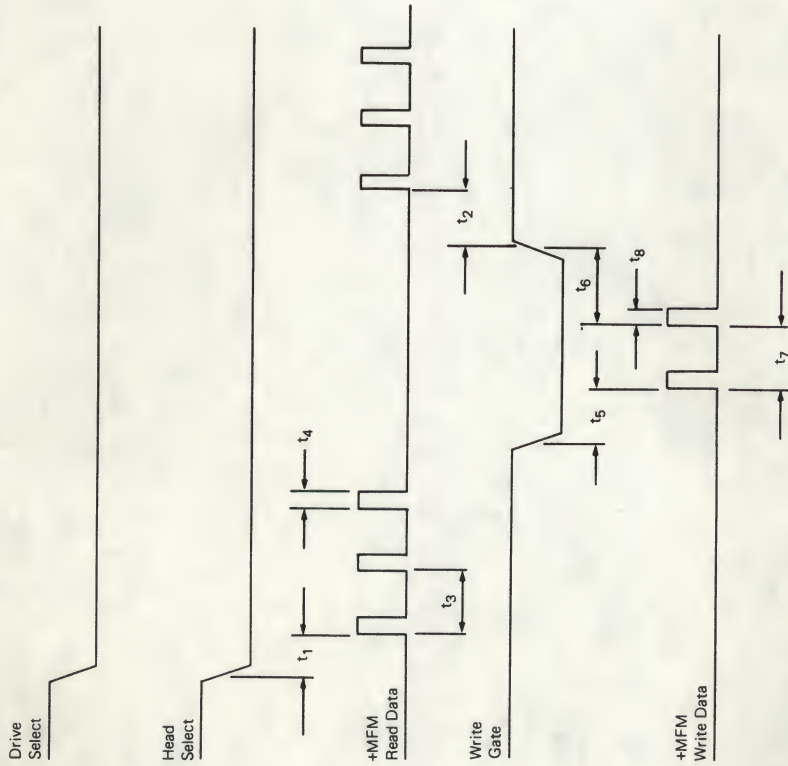 Drive
Select
Head
Select
t1
t4
+MFM
Read Data
t3
t2
Write
Gate
t5
t6
t8
+MFM
Write Data
t7